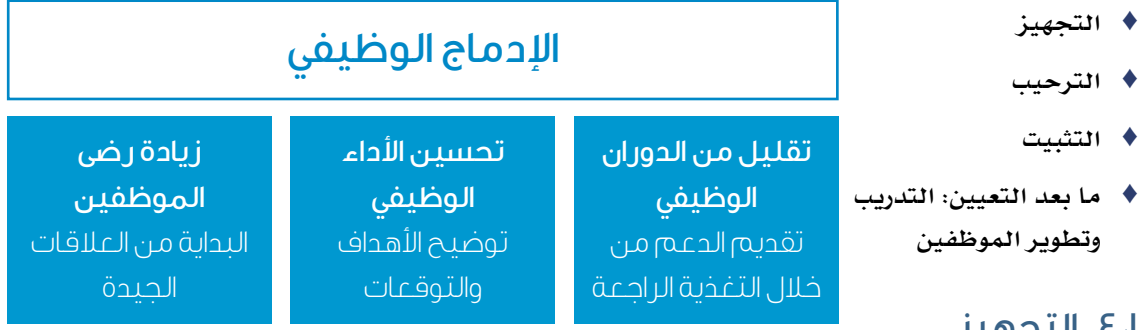 التجهيز
الترحيب
التثبيت
ما بعد التعيين: التدريب
وتطوير الموظفين
الإدماج الوظيفي
تقليل من الدوران
الوظيفي
تقديم الدعم من
خلال التغذية الراجعة
تحسين الأداء
الوظيفي
توضيح الأهداف
والتوقعات
زيادة رضى
الموظفين
البداية من العلاقات
الجيدة